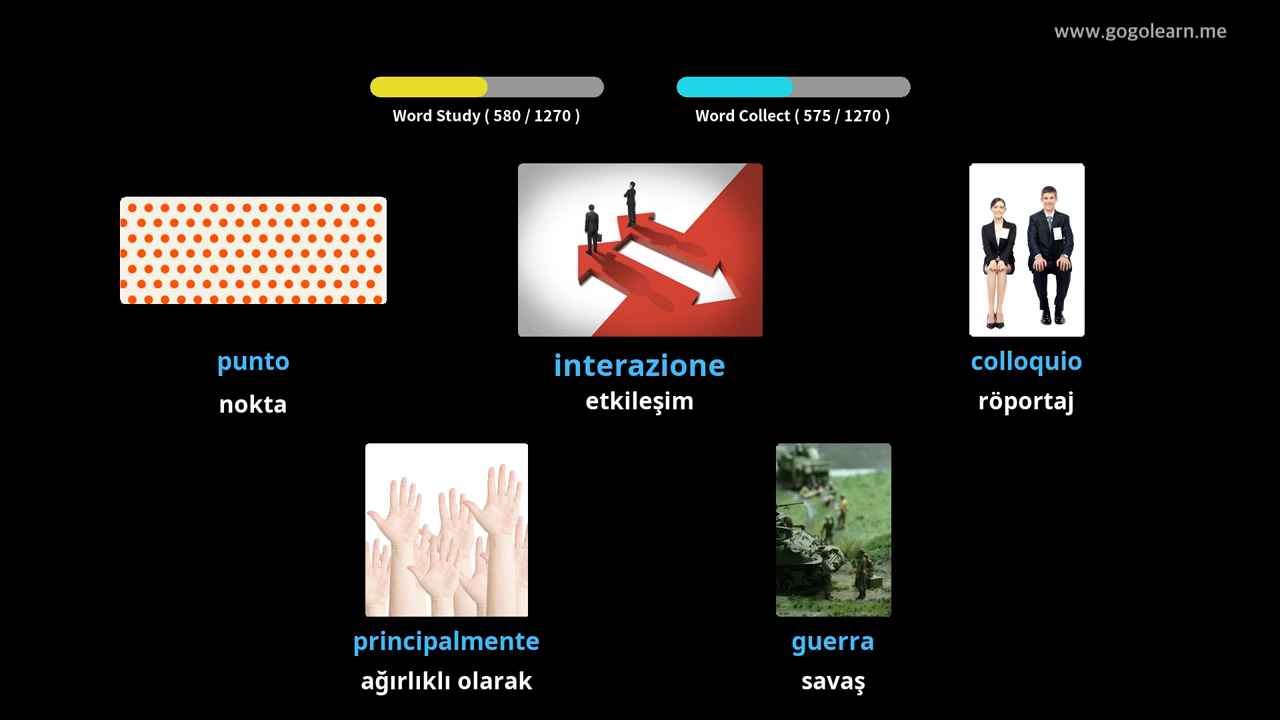 www.gogolearn.me
Word Study ( 580 / 1270 )
Word Collect ( 575 / 1270 )
punto
nokta
interazione
etkileşim
colloquio
röportaj
principalmente
ağırlıklı olarak
guerra
savaş